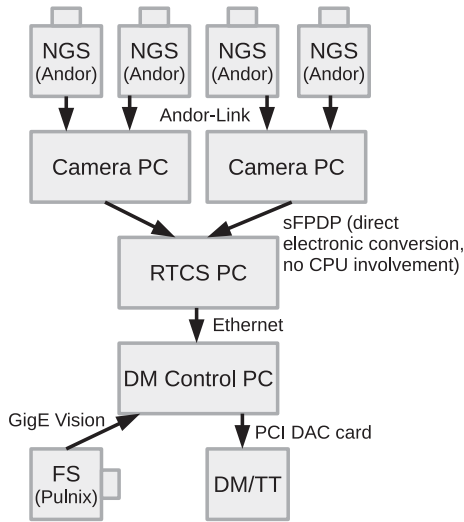 NGS
(Andor)
NGS
(Andor)
NGS
(Andor)
NGS
(Andor)
Andor-Link
Camera PC
Camera PC
sFPDP (direct
electronic conversion,
no CPU involvement)
RTCS PC
Ethernet
DM Control PC
GigE Vision
PCI DAC card
FS
(Pulnix)
DM/TT